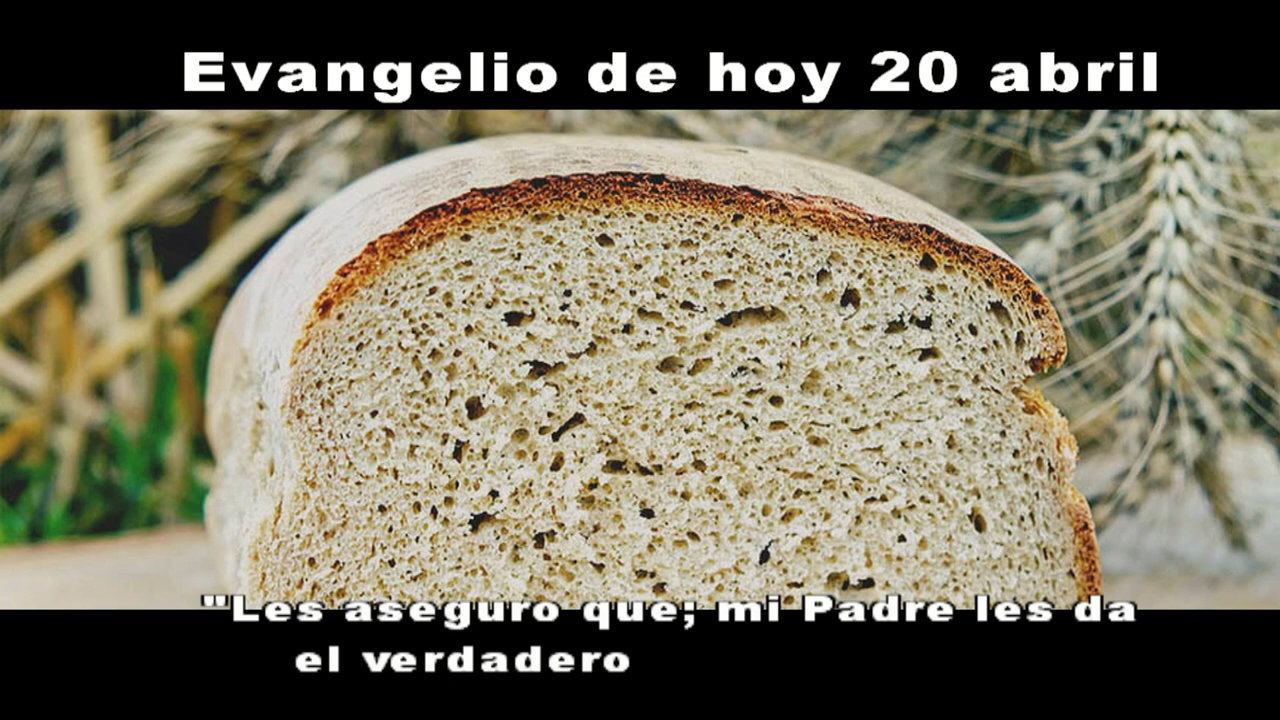 Evangelio de hoy 20 abril
"Les aseguro que; mi Padre les da
el verdadero